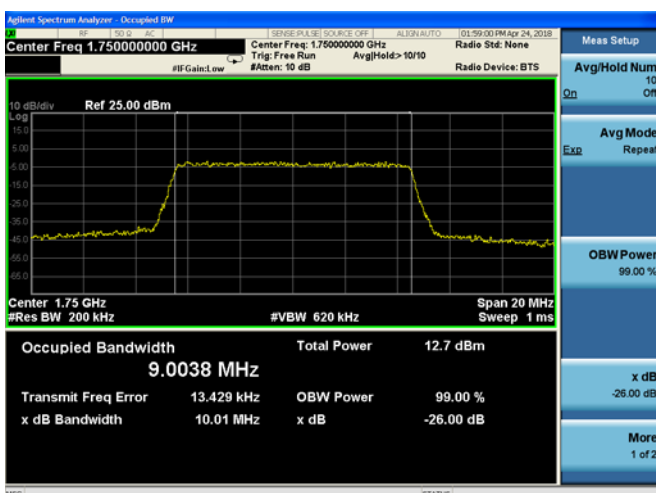 Agilent Spectrum Analyzer - Occupied BW
RF 50 Ω AC SENSE:PULSE SOURCE OFF ALIGN AUTO 01:59:00 PM Apr 24, 2018
Center Freq 1.750000000 GHz
Center Freq: 1.750000000 GHz
Radio Std: None
Trig: Free Run Avg|Hold:>10/10
#IFGain:Low #Atten: 10 dB Radio Device: BTS
10 dB/div Ref 25.00 dBm
Log
15.0
5.00
-5.00
-15.0
-25.0
-35.0
-45.0
-55.0
-65.0
Center 1.75 GHz Span 20 MHz
#Res BW 200 kHz #VBW 620 kHz Sweep 1 ms
Occupied Bandwidth Total Power 12.7 dBm
9.0038 MHz
Transmit Freq Error 13.429 kHz OBW Power 99.00 %
x dB Bandwidth 10.01 MHz x dB -26.00 dB
Meas Setup
Avg/Hold Num
10
On Off
Avg Mode
Exp Repeat
OBW Power
99.00 %
x dB
-26.00 dB
More
1 of 2